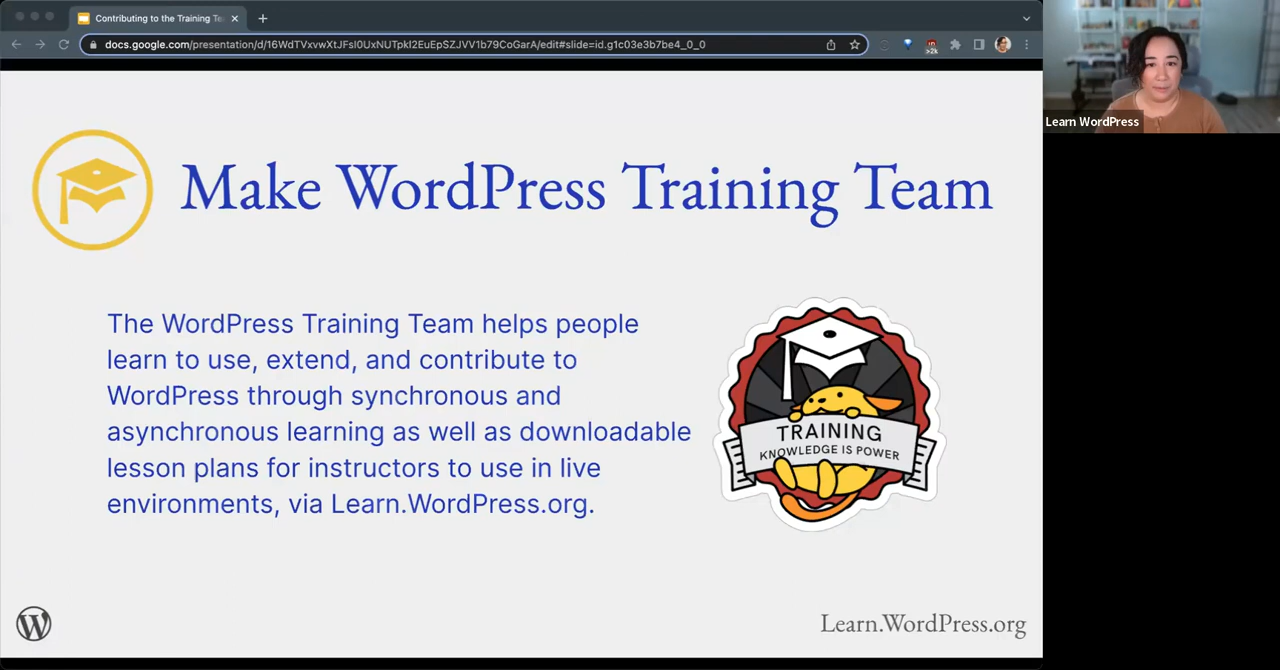 Contributing to the Training Te
docs.google.com/presentation/d/16WdTVxvwXtJFsI0UxNUTpkI2EuEpSZJVV1b79CoGarA/edit#slide=id.g1c03e3b7be4_0_0
>2k
Learn WordPress
Make WordPress Training Team
The WordPress Training Team helps people
learn to use, extend, and contribute to
WordPress through synchronous and
asynchronous learning as well as downloadable
lesson plans for instructors to use in live
environments, via Learn.WordPress.org.
TRAINING
KNOWLEDGE IS POWER
Learn.WordPress.org